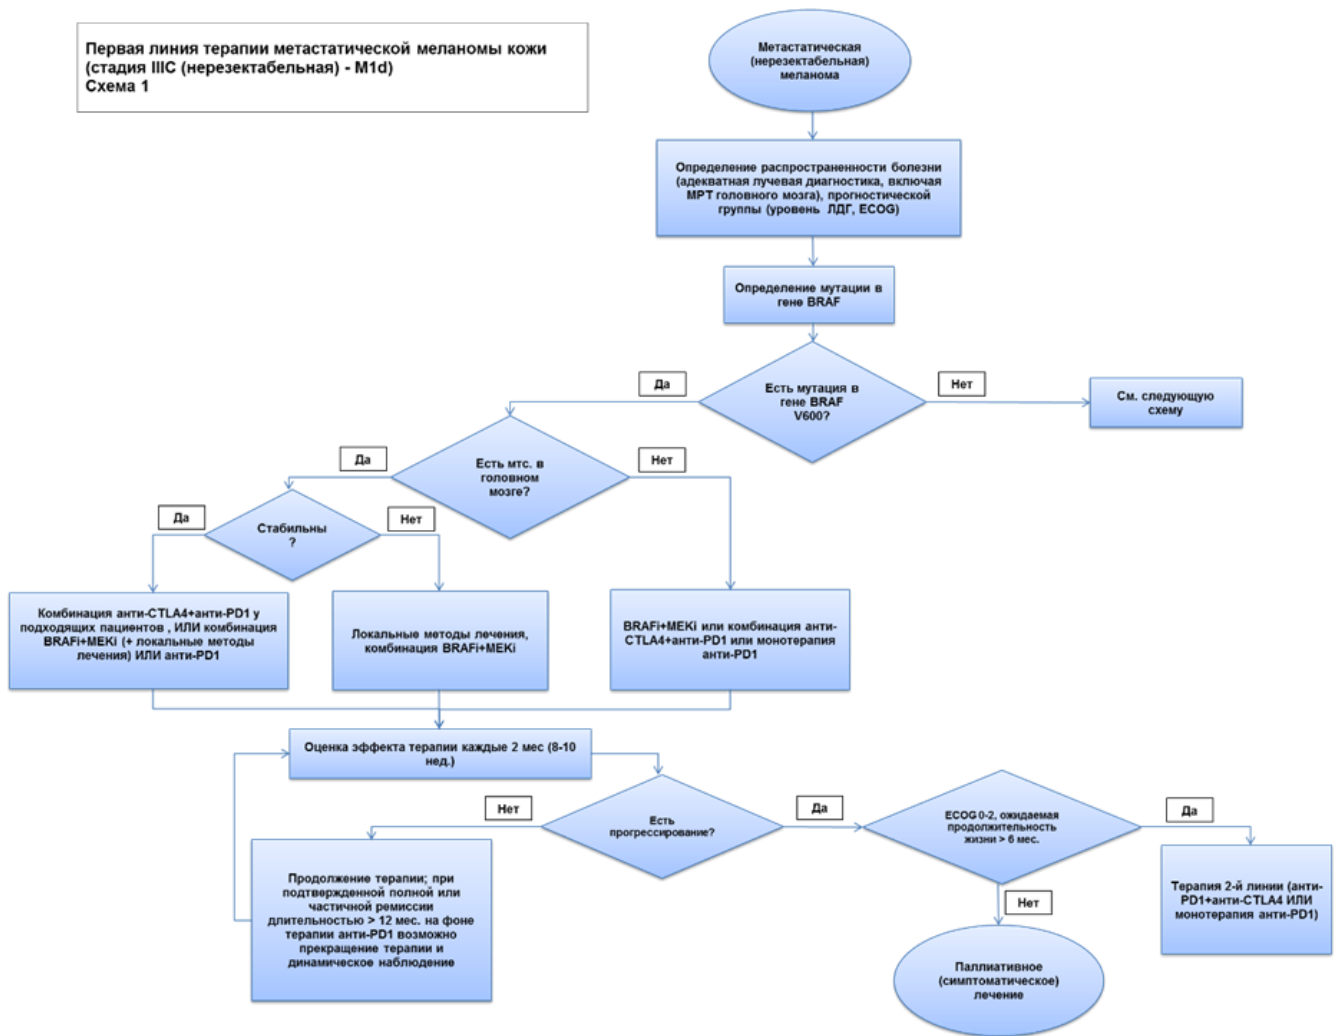 Первая линия терапии метастатической меланомы кожи
(стадия IIIC (нерезектабельная) - M1d)
Схема 1
Метастатическая
(нерезектабельная)
меланома
Определение распространенности болезни
(адекватная лучевая диагностика, включая
МРТ головного мозга), прогностической
группы (уровень ЛДГ, ECOG)
Определение мутации в
гене BRAF
Есть мутация в
гене BRAF
V600?
Да
Нет
См. следующую
схему
Есть мтс. в
головном
мозге?
Да
Нет
Стабильны
?
Да
Нет
Комбинация анти-CTLA4+анти-PD1 у
подходящих пациентов , ИЛИ комбинация
BRAFi+MEKi (+ локальные методы
лечения) ИЛИ анти-PD1
Локальные методы лечения,
комбинация BRAFi+MEKi
BRAFi+MEKi или комбинация анти-
CTLA4+анти-PD1 или монотерапия
анти-PD1
Оценка эффекта терапии каждые 2 мес (8-10
нед.)
Есть
прогрессирование?
Нет
Да
Продолжение терапии; при
подтвержденной полной или
частичной ремиссии
длительностью > 12 мес. на фоне
терапии анти-PD1 возможно
прекращение терапии и
динамическое наблюдение
ECOG 0-2, ожидаемая
продолжительность
жизни > 6 мес.
Да
Нет
Терапия 2-й линии (анти-
PD1+анти-CTLA4 ИЛИ
монотерапия анти-PD1)
Паллиативное
(симптоматическое)
лечение